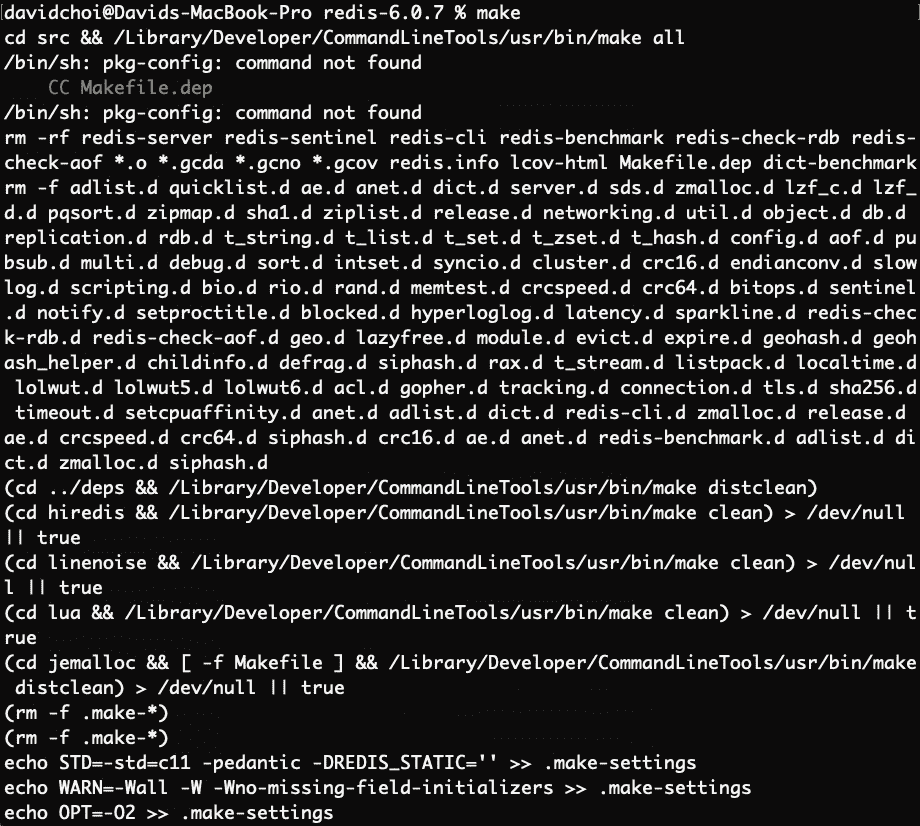 davidchoi@Davids-MacBook-Pro redis-6.0.7 % make
cd src && /Library/Developer/CommandLineTools/usr/bin/make all
/bin/sh: pkg-config: command not found
    CC Makefile.dep
/bin/sh: pkg-config: command not found
rm -rf redis-server redis-sentinel redis-cli redis-benchmark redis-check-rdb redis-
check-aof *.o *.gcda *.gcno *.gcov redis.info lcov-html Makefile.dep dict-benchmark
rm -f adlist.d quicklist.d ae.d anet.d dict.d server.d sds.d zmalloc.d lzf_c.d lzf_
d.d pqsort.d zipmap.d sha1.d ziplist.d release.d networking.d util.d object.d db.d
replication.d rdb.d t_string.d t_list.d t_set.d t_zset.d t_hash.d config.d aof.d pu
bsub.d multi.d debug.d sort.d intset.d syncio.d cluster.d crc16.d endianconv.d slow
log.d scripting.d bio.d rio.d rand.d memtest.d crcspeed.d crc64.d bitops.d sentinel
.d notify.d setproctitle.d blocked.d hyperloglog.d latency.d sparkline.d redis-chec
k-rdb.d redis-check-aof.d geo.d lazyfree.d module.d evict.d expire.d geohash.d geoh
ash_helper.d childinfo.d defrag.d siphash.d rax.d t_stream.d listpack.d localtime.d
 lolwut.d lolwut5.d lolwut6.d acl.d gopher.d tracking.d connection.d tls.d sha256.d
 timeout.d setcpuaffinity.d anet.d adlist.d dict.d redis-cli.d zmalloc.d release.d
ae.d crcspeed.d crc64.d siphash.d crc16.d ae.d anet.d redis-benchmark.d adlist.d di
ct.d zmalloc.d siphash.d
(cd ../deps && /Library/Developer/CommandLineTools/usr/bin/make distclean)
(cd hiredis && /Library/Developer/CommandLineTools/usr/bin/make clean) > /dev/null
|| true
(cd linenoise && /Library/Developer/CommandLineTools/usr/bin/make clean) > /dev/nul
l || true
(cd lua && /Library/Developer/CommandLineTools/usr/bin/make clean) > /dev/null || t
rue
(cd jemalloc && [ -f Makefile ] && /Library/Developer/CommandLineTools/usr/bin/make
 distclean) > /dev/null || true
(rm -f .make-*)
(rm -f .make-*)
echo STD=-std=c11 -pedantic -DREDIS_STATIC='' >> .make-settings
echo WARN=-Wall -W -Wno-missing-field-initializers >> .make-settings
echo OPT=-O2 >> .make-settings